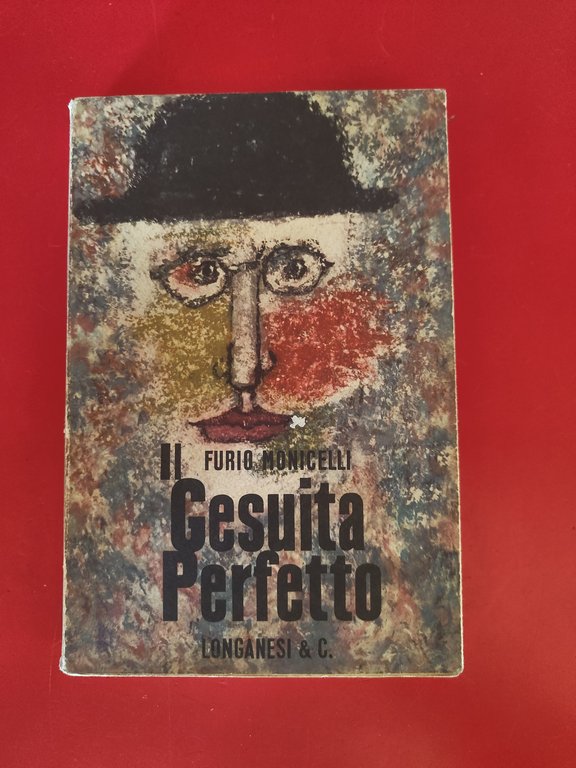 Il FURIO MONICELLI
Gesuita
Perfetto
LONGANESI & C.